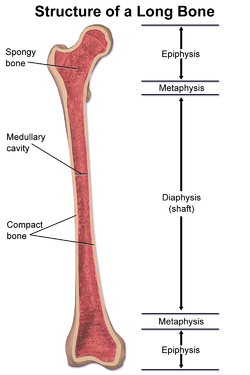 Structure of a Long Bone
Spongy
bone
Epiphysis
Metaphysis
Medullary
cavity
Diaphysis
(shaft)
Compact
bone
Metaphysis
Epiphysis